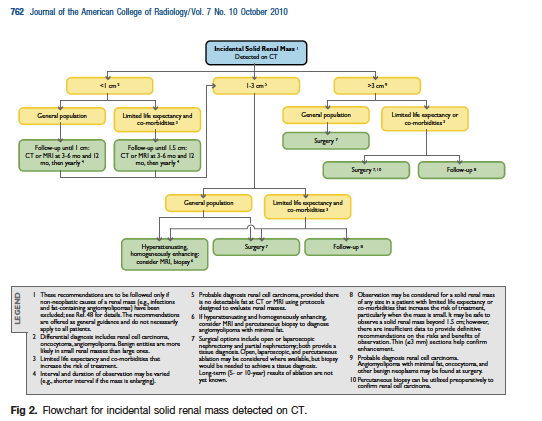 762 Journal of the American College of Radiology/Vol. 7 No. 10 October 2010
Incidental Solid Renal Mass 1
Detected on CT
<1 cm 2
1-3 cm 5
>3 cm 9
General population
Limited life expectancy and
co-morbidities 3
General population
Limited life expectancy or
co-morbidities 3
Follow-up until 1 cm:
CT or MRI at 3-6 mo and 12
mo, then yearly 4
Follow-up until 1.5 cm:
CT or MRI at 3-6 mo and 12
mo, then yearly 4
Surgery 7
Surgery 7,10
Follow-up 8
General population
Limited life expectancy and
co-morbidities 3
Hyperattenuating,
homogeneously enhancing:
consider MRI, biopsy 6
Surgery 7
Follow-up 8
LEGEND
1 These recommendations are to be followed only if
non-neoplastic causes of a renal mass (e.g., infections
and fat-containing angiomyolipomas) have been
excluded; see Ref. 48 for details. The recommendations
are offered as general guidance and do not necessarily
apply to all patients.
2 Differential diagnosis includes renal cell carcinoma,
oncocytoma, angiomyolipoma. Benign entities are more
likely in small renal masses than large ones.
3 Limited life expectancy and co-morbidities that
increase the risk of treatment.
4 Interval and duration of observation may be varied
(e.g., shorter interval if the mass is enlarging).
5 Probable diagnosis renal cell carcinoma, provided there
is no detectable fat at CT or MRI using protocols
designed to evaluate renal masses.
6 If hyperattenuating and homogeneously enhancing,
consider MRI and percutaneous biopsy to diagnose
angiomyolipoma with minimal fat.
7 Surgical options include open or laparoscopic
nephrectomy and partial nephrectomy; both provide a
tissue diagnosis. Open, laparoscopic, and percutaneous
ablation may be considered where available, but biopsy
would be needed to achieve a tissue diagnosis.
Long-term (5- or 10-year) results of ablation are not
yet known.
8 Observation may be considered for a solid renal mass
of any size in a patient with limited life expectancy or
co-morbidities that increase the risk of treatment,
particularly when the mass is small. It may be safe to
observe a solid renal mass beyond 1.5 cm; however,
there are insufficient data to provide definitive
recommendations on the risks and benefits of
observation. Thin (≤3 mm) sections help confirm
enhancement.
9 Probable diagnosis renal cell carcinoma.
Angiomyolipoma with minimal fat, oncocytoma, and
other benign neoplasms may be found at surgery.
10 Percutaneous biopsy can be utilized preoperatively to
confirm renal cell carcinoma.
Fig 2. Flowchart for incidental solid renal mass detected on CT.